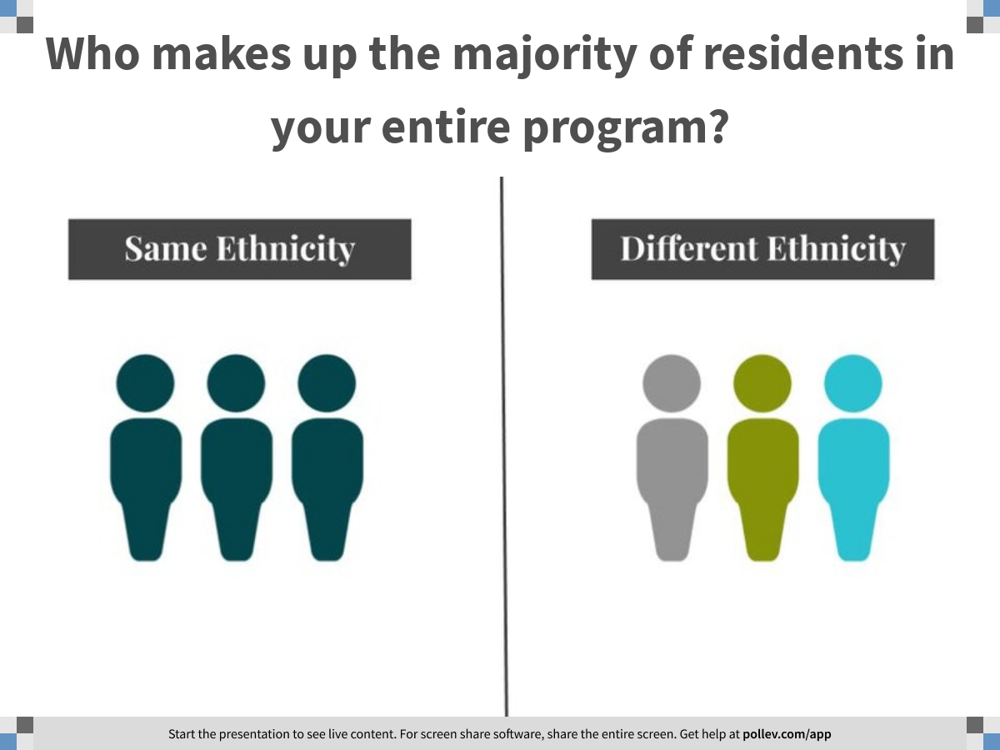 Who makes up the majority of residents in
your entire program?
Same Ethnicity
Different Ethnicity
Start the presentation to see live content. For screen share software, share the entire screen. Get help at pollev.com/app